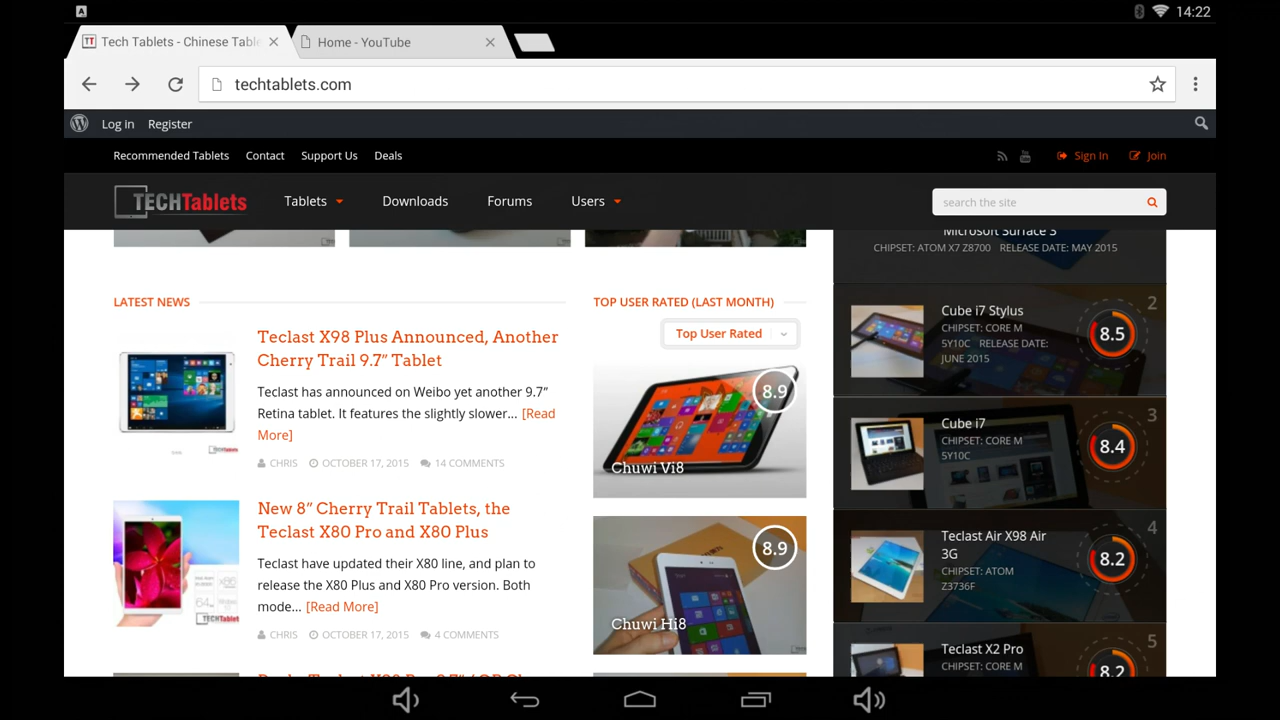 A
14:22
Tech Tablets - Chinese Table
Home - YouTube
techtablets.com
Log in Register
Recommended Tablets Contact Support Us Deals
Sign In Join
TECHTablets
Tablets Downloads Forums Users
search the site
LATEST NEWS
Teclast X98 Plus Announced, Another
Cherry Trail 9.7″ Tablet
Teclast has announced on Weibo yet another 9.7″
Retina tablet. It features the slightly slower... [Read
More]
CHRIS OCTOBER 17, 2015 14 COMMENTS
New 8″ Cherry Trail Tablets, the
Teclast X80 Pro and X80 Plus
Teclast have updated their X80 line, and plan to
release the X80 Plus and X80 Pro version. Both
mode... [Read More]
CHRIS OCTOBER 17, 2015 4 COMMENTS
TOP USER RATED (LAST MONTH)
Top User Rated
8.9
Chuwi Vi8
8.9
Chuwi Hi8
Microsoft Surface 3
CHIPSET: ATOM X7 Z8700 RELEASE DATE: MAY 2015
2
Cube i7 Stylus
CHIPSET: CORE M
5Y10C RELEASE DATE:
JUNE 2015
8.5
3
Cube i7
CHIPSET: CORE M
5Y10C
8.4
4
Teclast Air X98 Air
3G
CHIPSET: ATOM
Z3736F
8.2
5
Teclast X2 Pro
CHIPSET: CORE M
8.2